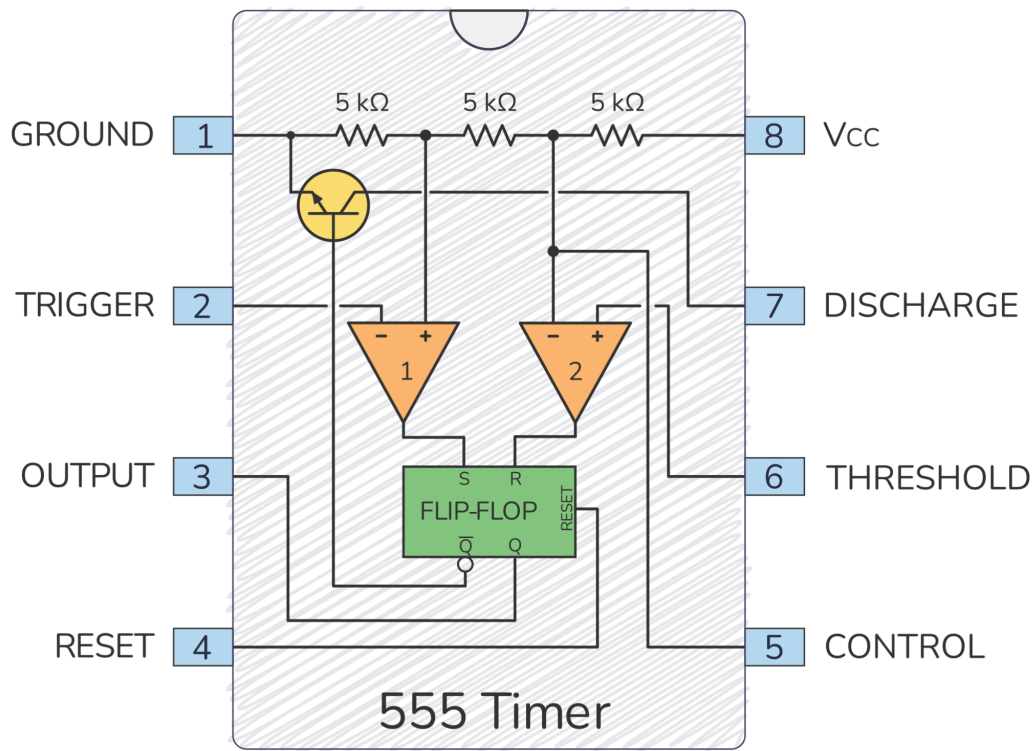 5 kΩ 5 kΩ 5 kΩ
GROUND 1 8 Vcc
TRIGGER 2 7 DISCHARGE
− + − +
1 2
OUTPUT 3 6 THRESHOLD
S R
FLIP-FLOP RESET
Q̅ Q
RESET 4 5 CONTROL
555 Timer